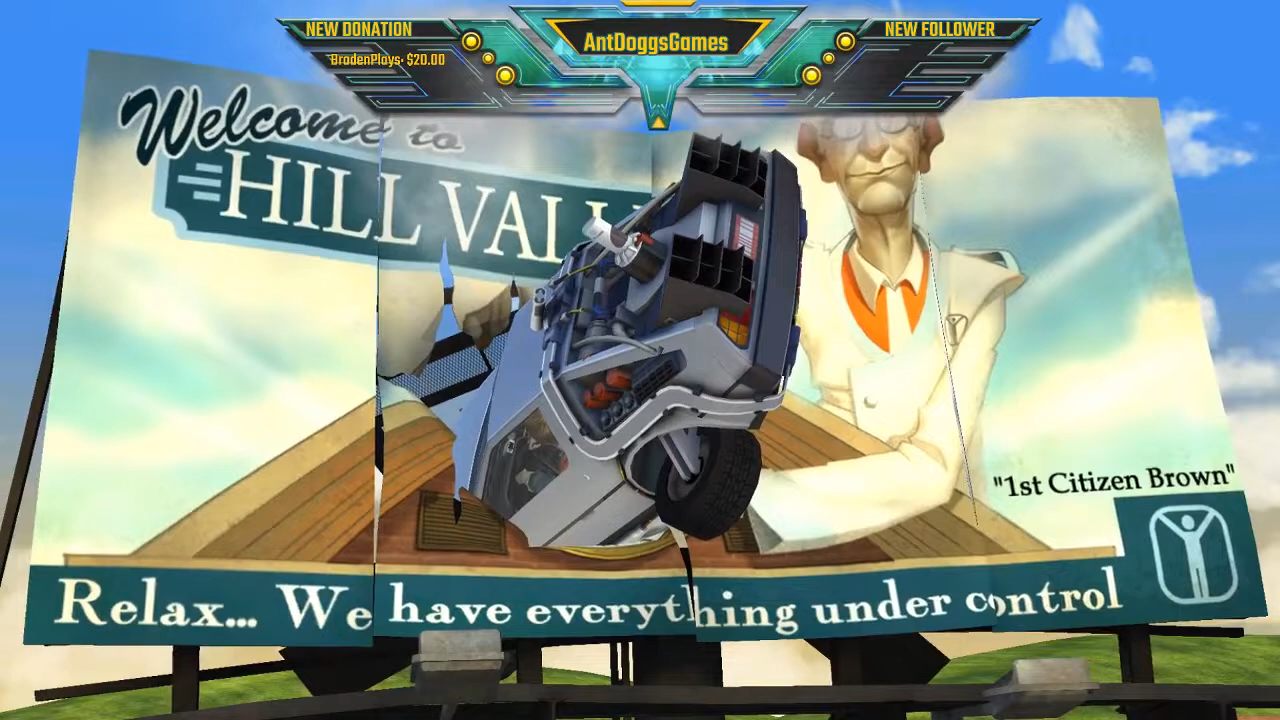 NEW DONATION
BrodenPlays: $20.00
AntDoggsGames
NEW FOLLOWER
Welcome to
HILL VALL
"1st Citizen Brown"
Relax... We have everything under control